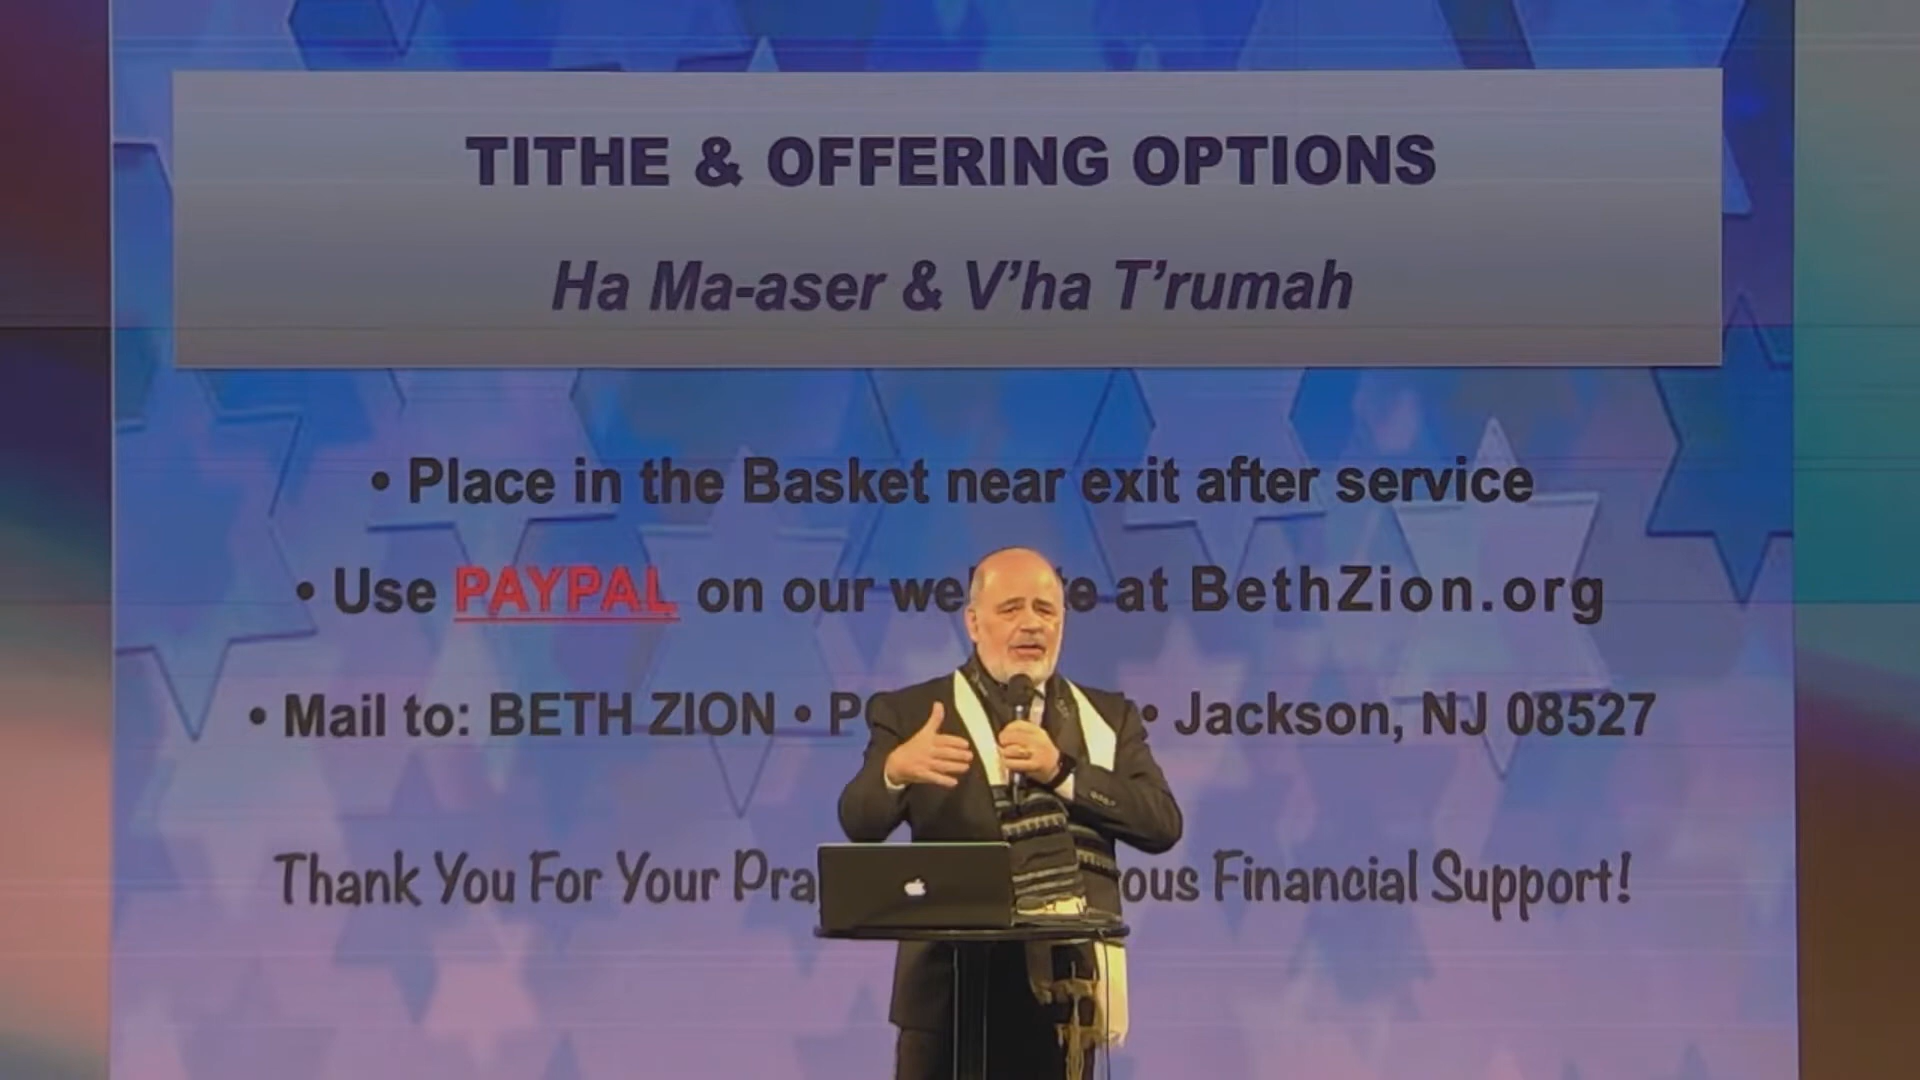 TITHE & OFFERING OPTIONS
Ha Ma-aser & V'ha T'rumah
• Place in the Basket near exit after service
• Use PAYPAL on our at BethZion.org
• Mail to: BETH ZION • • Jackson, NJ 08527
Thank You For Your Financial Support!